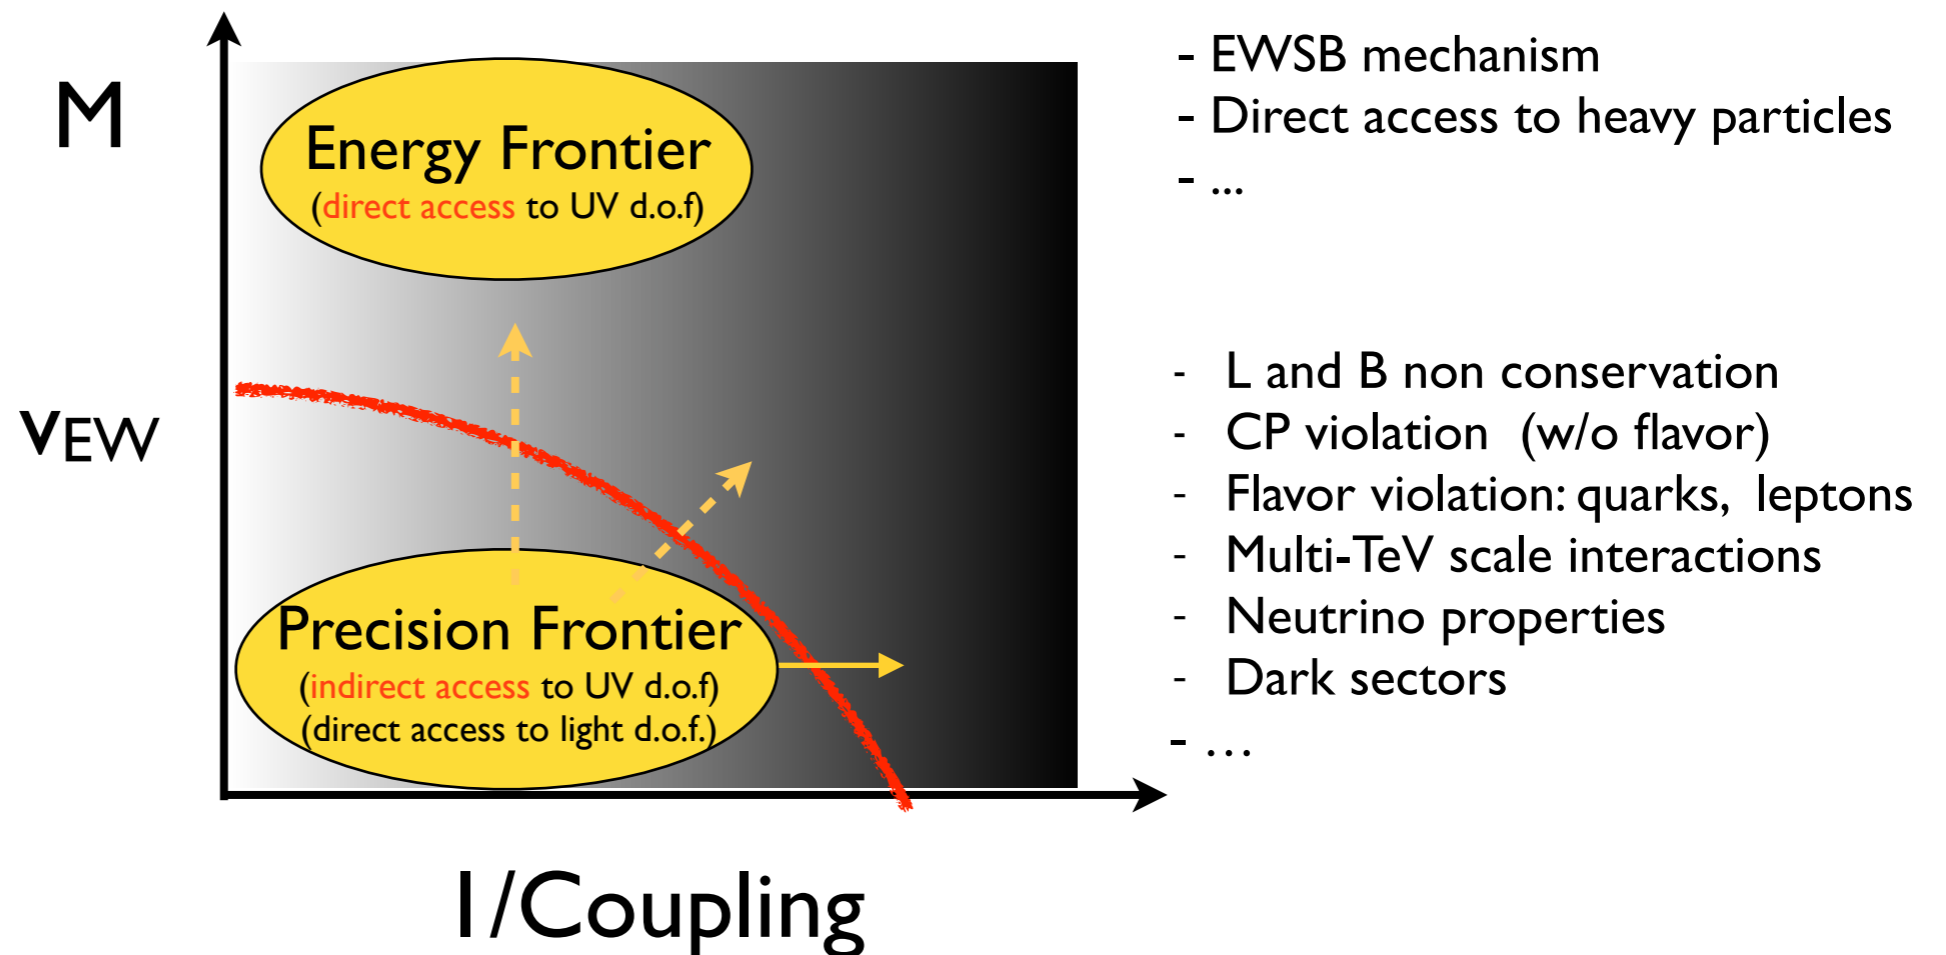 M
VEW
Energy Frontier
(direct access to UV d.o.f)
Precision Frontier
(indirect access to UV d.o.f)
(direct access to light d.o.f.)
1/Coupling
- EWSB mechanism
- Direct access to heavy particles
- ...
- L and B non conservation
- CP violation (w/o flavor)
- Flavor violation: quarks, leptons
- Multi-TeV scale interactions
- Neutrino properties
- Dark sectors
- …